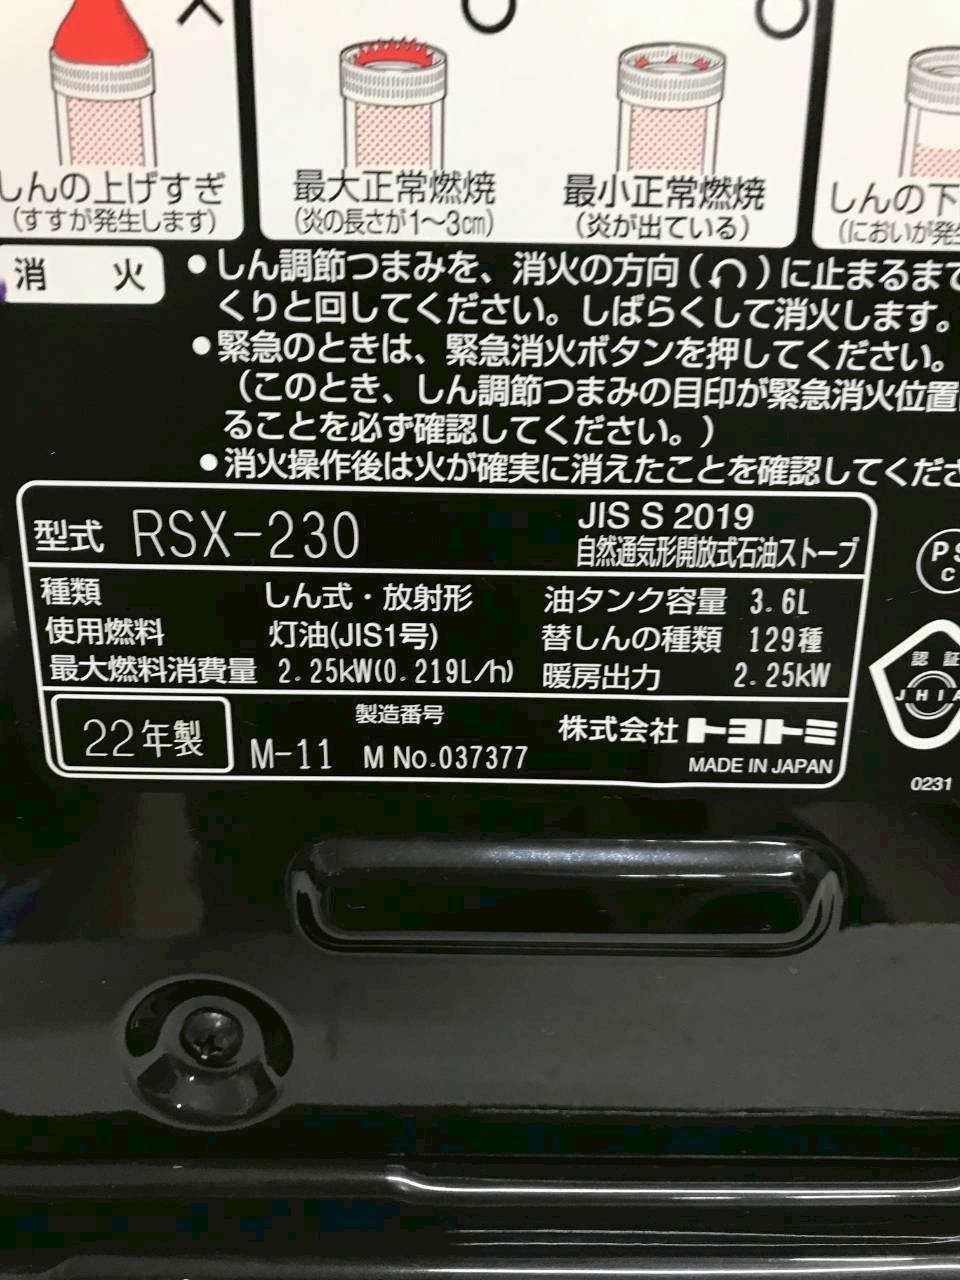 しんの上げすぎ
(すすが発生します)
最大正常燃焼
(炎の長さが1〜3cm)
最小正常燃焼
(炎が出ている)
しんの下
(においが発生
消 火
●しん調節つまみを、消火の方向(↶)に止まるまで
くりと回してください。しばらくして消火します。
●緊急のときは、緊急消火ボタンを押してください。
(このとき、しん調節つまみの目印が緊急消火位置
ることを必ず確認してください。)
●消火操作後は火が確実に消えたことを確認してくださ
型式 RSX-230
JIS S 2019
自然通気形開放式石油ストーブ
種類 しん式・放射形 油タンク容量 3.6L
使用燃料 灯油(JIS1号) 替しんの種類 129種
最大燃料消費量 2.25kW(0.219L/h) 暖房出力 2.25kW
22年製
製造番号
M-11 M No.037377
株式会社 トヨトミ
MADE IN JAPAN
PS
C
認 証
JHIA
0231